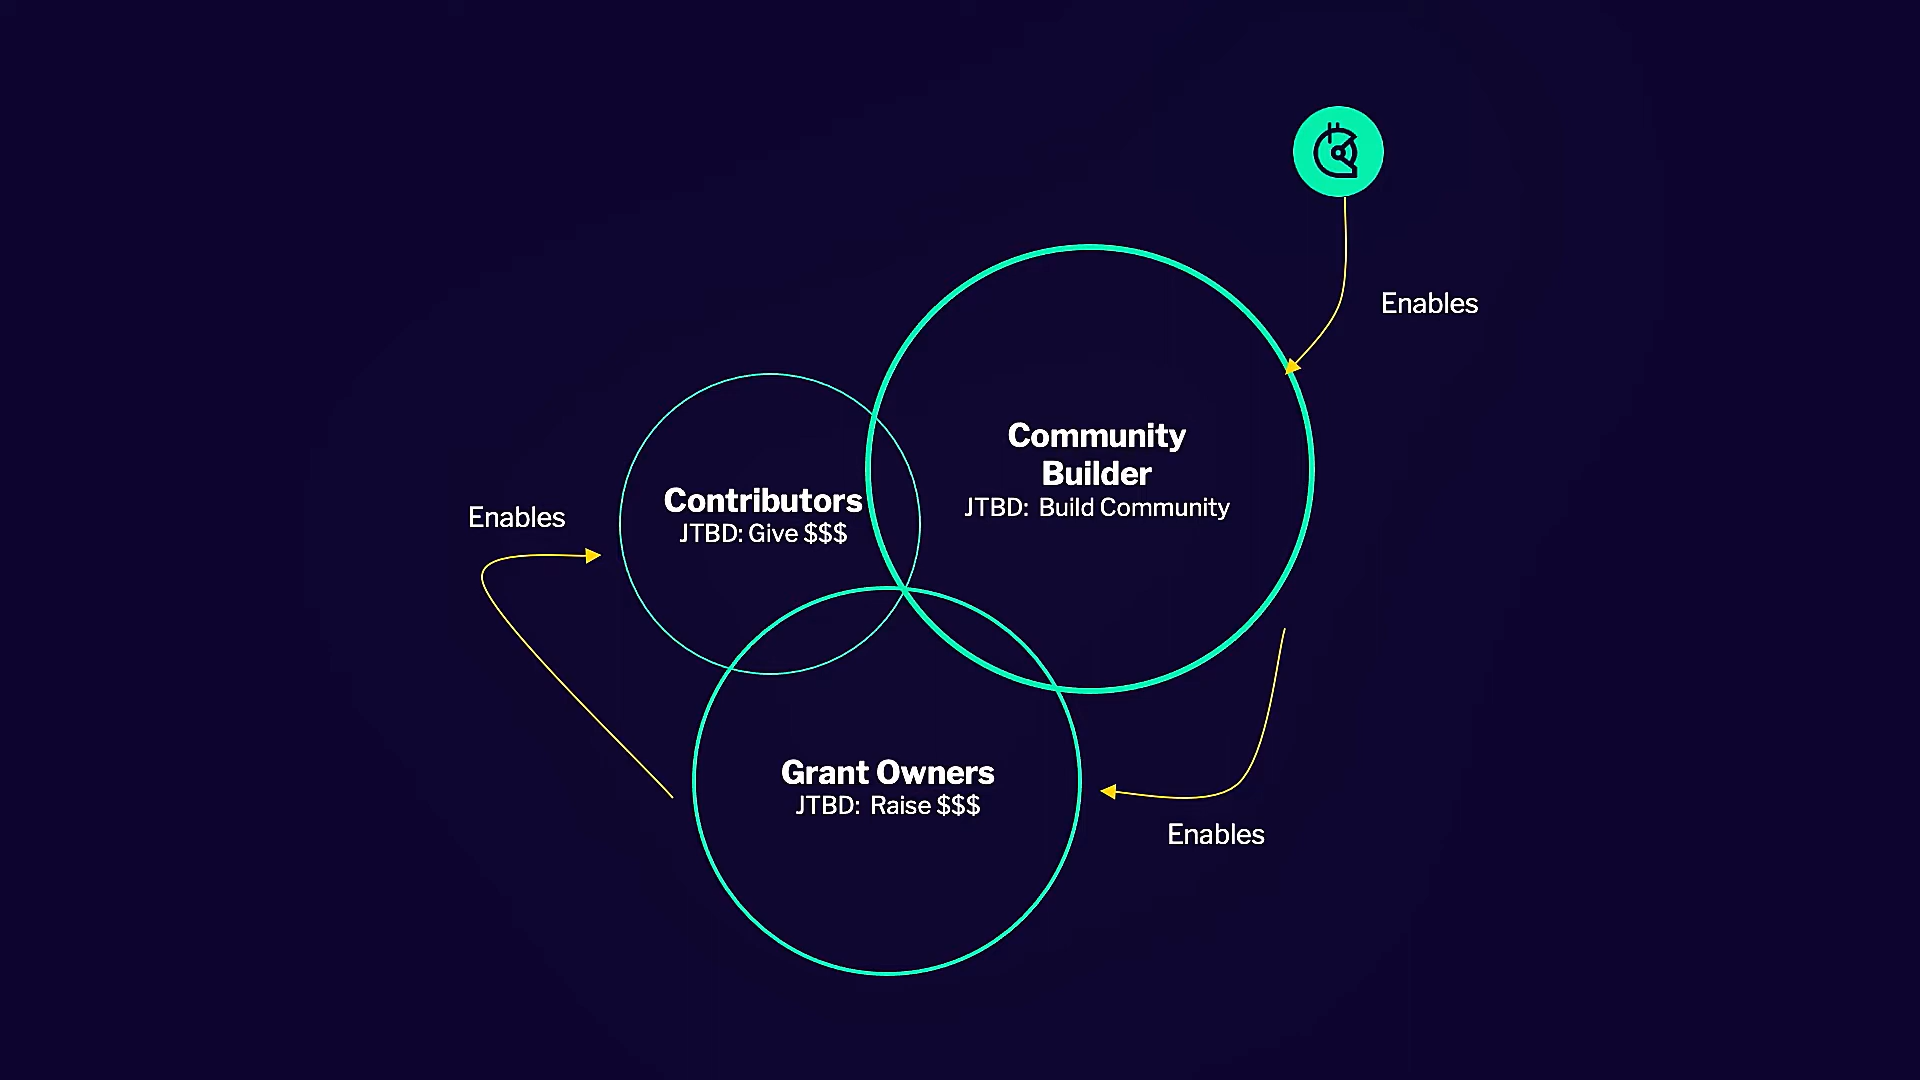 Enables
Community
Builder
JTBD: Build Community
Contributors
JTBD: Give $$$
Enables
Grant Owners
JTBD: Raise $$$
Enables